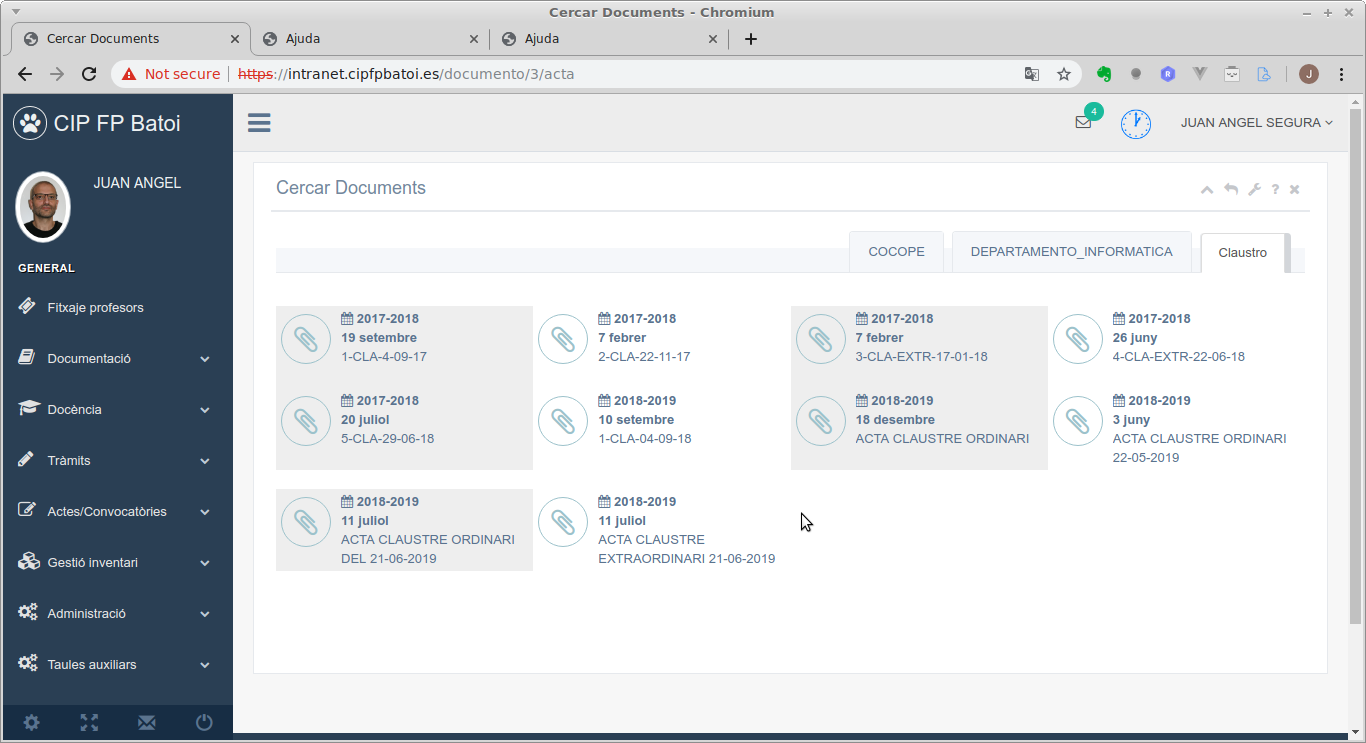 Cercar Documents - Chromium
Cercar Documents
Ajuda
Ajuda
Not secure
https://intranet.cipfpbatoi.es/documento/3/acta
R
J
CIP FP Batoi
4
JUAN ANGEL SEGURA
JUAN ANGEL
GENERAL
Fitxaje profesors
Documentació
Docència
Tràmits
Actes/Convocatòries
Gestió inventari
Administració
Taules auxiliars
Cercar Documents
?
COCOPE
DEPARTAMENTO_INFORMATICA
Claustro
2017-2018
19 setembre
1-CLA-4-09-17
2017-2018
7 febrer
2-CLA-22-11-17
2017-2018
7 febrer
3-CLA-EXTR-17-01-18
2017-2018
26 juny
4-CLA-EXTR-22-06-18
2017-2018
20 juliol
5-CLA-29-06-18
2018-2019
10 setembre
1-CLA-04-09-18
2018-2019
18 desembre
ACTA CLAUSTRE ORDINARI
2018-2019
3 juny
ACTA CLAUSTRE ORDINARI
22-05-2019
2018-2019
11 juliol
ACTA CLAUSTRE ORDINARI
DEL 21-06-2019
2018-2019
11 juliol
ACTA CLAUSTRE
EXTRAORDINARI 21-06-2019